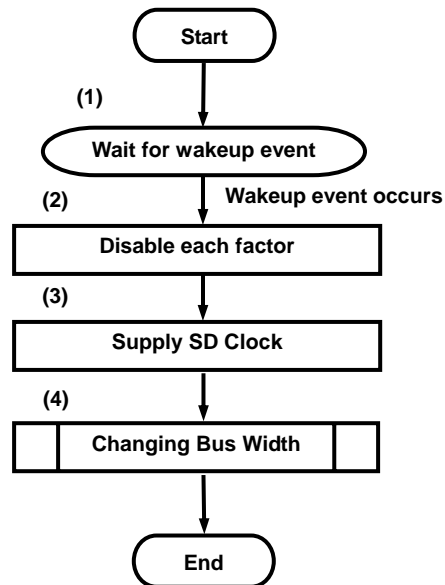 Start
(1)
Wait for wakeup event
Wakeup event occurs
(2)
Disable each factor
(3)
Supply SD Clock
(4)
Changing Bus Width
End